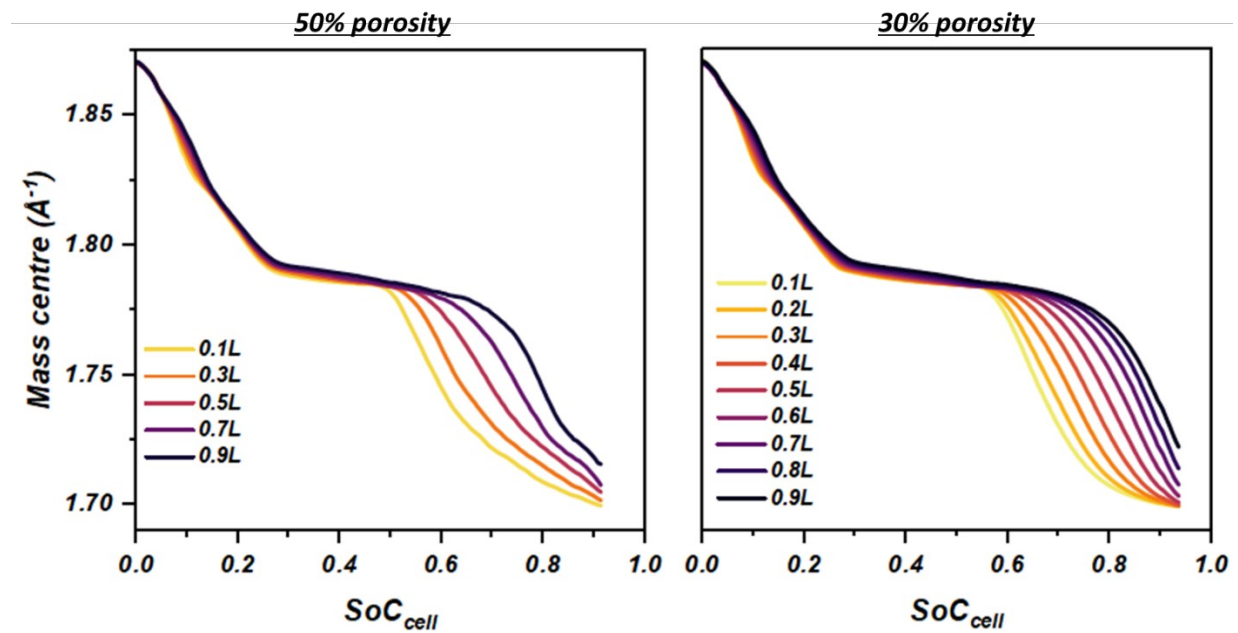 50% porosity
30% porosity
Mass centre (Å⁻¹)
1.85
1.80
1.75
1.70
0.1L
0.3L
0.5L
0.7L
0.9L
0.0 0.2 0.4 0.6 0.8 1.0
SoCcell
0.1L
0.2L
0.3L
0.4L
0.5L
0.6L
0.7L
0.8L
0.9L
0.0 0.2 0.4 0.6 0.8 1.0
SoCcell